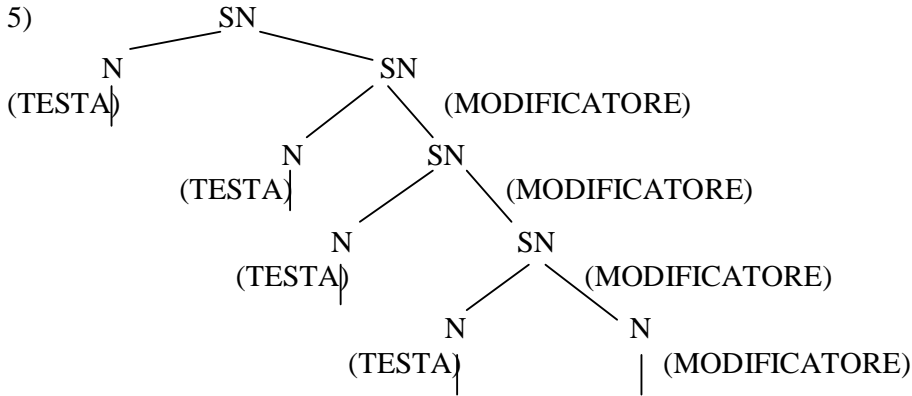 5) SN
N SN
(TESTA) (MODIFICATORE)
N SN
(TESTA) (MODIFICATORE)
N SN
(TESTA) (MODIFICATORE)
N N
(TESTA) (MODIFICATORE)